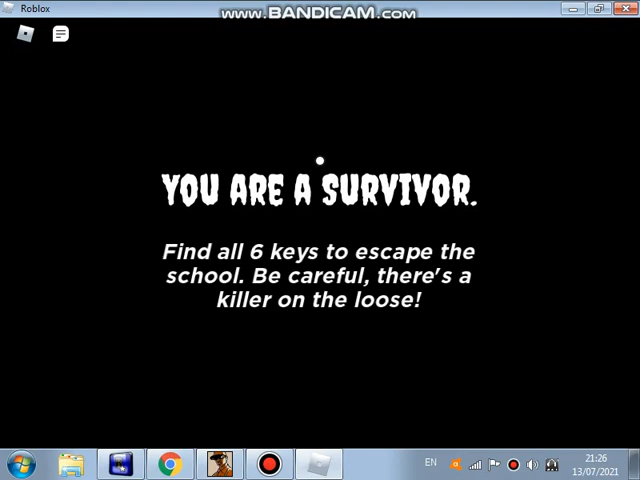 Roblox
www.BANDICAM.com
YOU ARE A SURVIVOR.
Find all 6 keys to escape the
school. Be careful, there's a
killer on the loose!
EN
21:26
13/07/2021